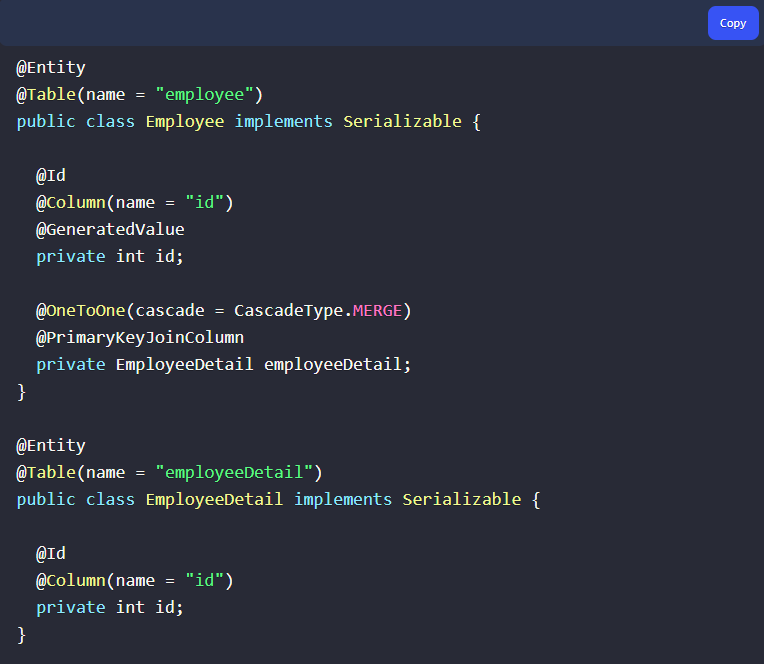 Copy
@Entity
@Table(name = "employee")
public class Employee implements Serializable {
@Id
@Column(name = "id")
@GeneratedValue
private int id;
@OneToOne(cascade = CascadeType.MERGE)
@PrimaryKeyJoinColumn
private EmployeeDetail employeeDetail;
}
@Entity
@Table(name = "employeeDetail")
public class EmployeeDetail implements Serializable {
@Id
@Column(name = "id")
private int id;
}